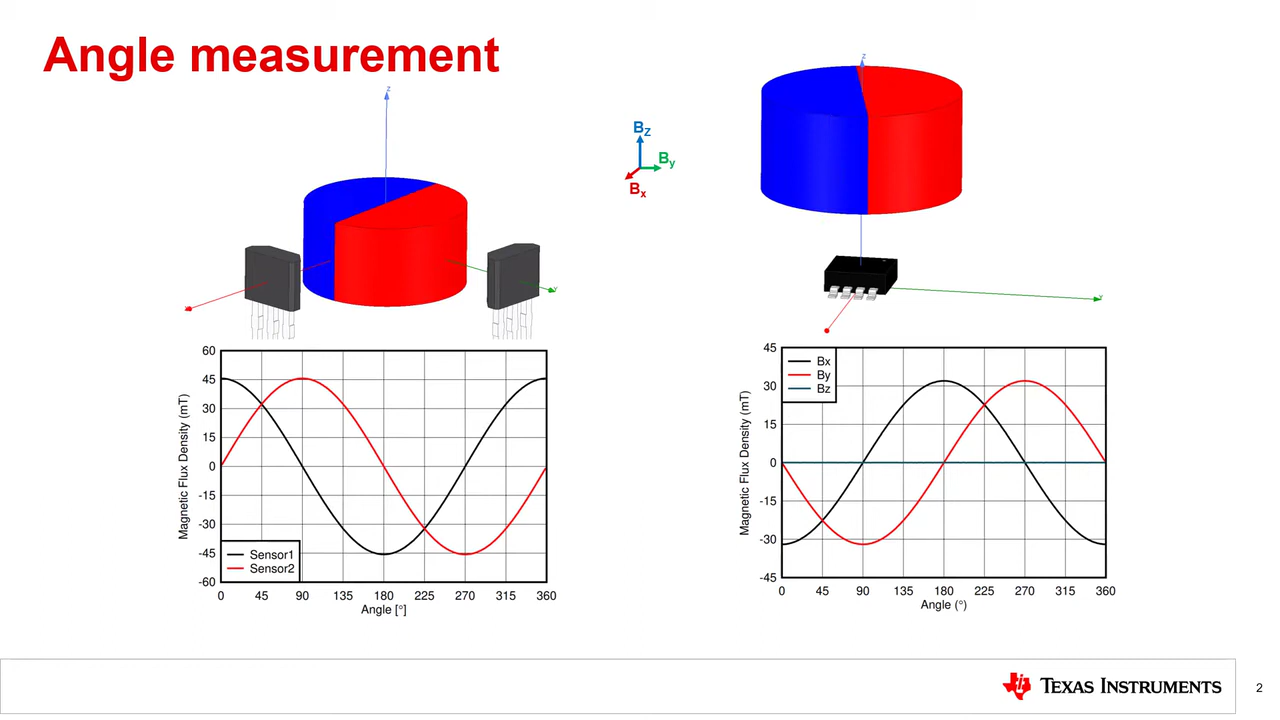 Angle measurement
z
x
y
Bz
By
Bx
z
y
60
45
30
15
0
-15
-30
-45
-60
Magnetic Flux Density (mT)
Sensor1
Sensor2
0 45 90 135 180 225 270 315 360
Angle [°]
45
30
15
0
-15
-30
-45
Magnetic Flux Density (mT)
Bx
By
Bz
0 45 90 135 180 225 270 315 360
Angle (°)
TEXAS INSTRUMENTS
2